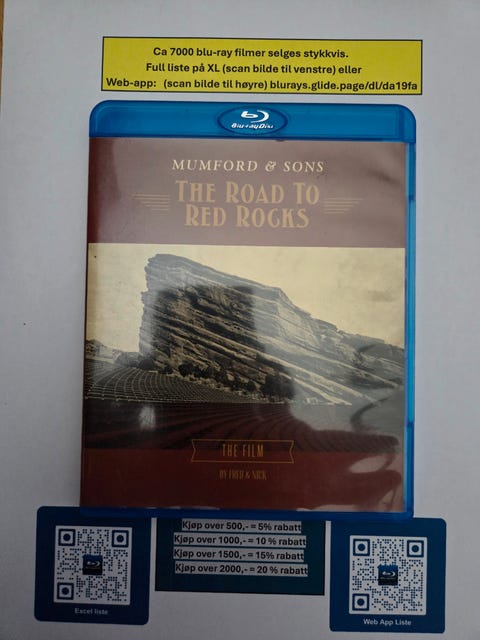 Ca 7000 blu-ray filmer selges stykkvis.
Full liste på XL (scan bilde til venstre) eller
Web-app: (scan bilde til høyre) blurays.glide.page/dl/da19fa
Blu-ray Disc
MUMFORD & SONS
THE ROAD TO
RED ROCKS
THE FILM
BY FRED & NICK
Kjøp over 500,- = 5% rabatt
Kjøp over 1000,- = 10 % rabatt
Kjøp over 1500,- = 15% rabatt
Kjøp over 2000,- = 20 % rabatt
Excel liste
Web App Liste